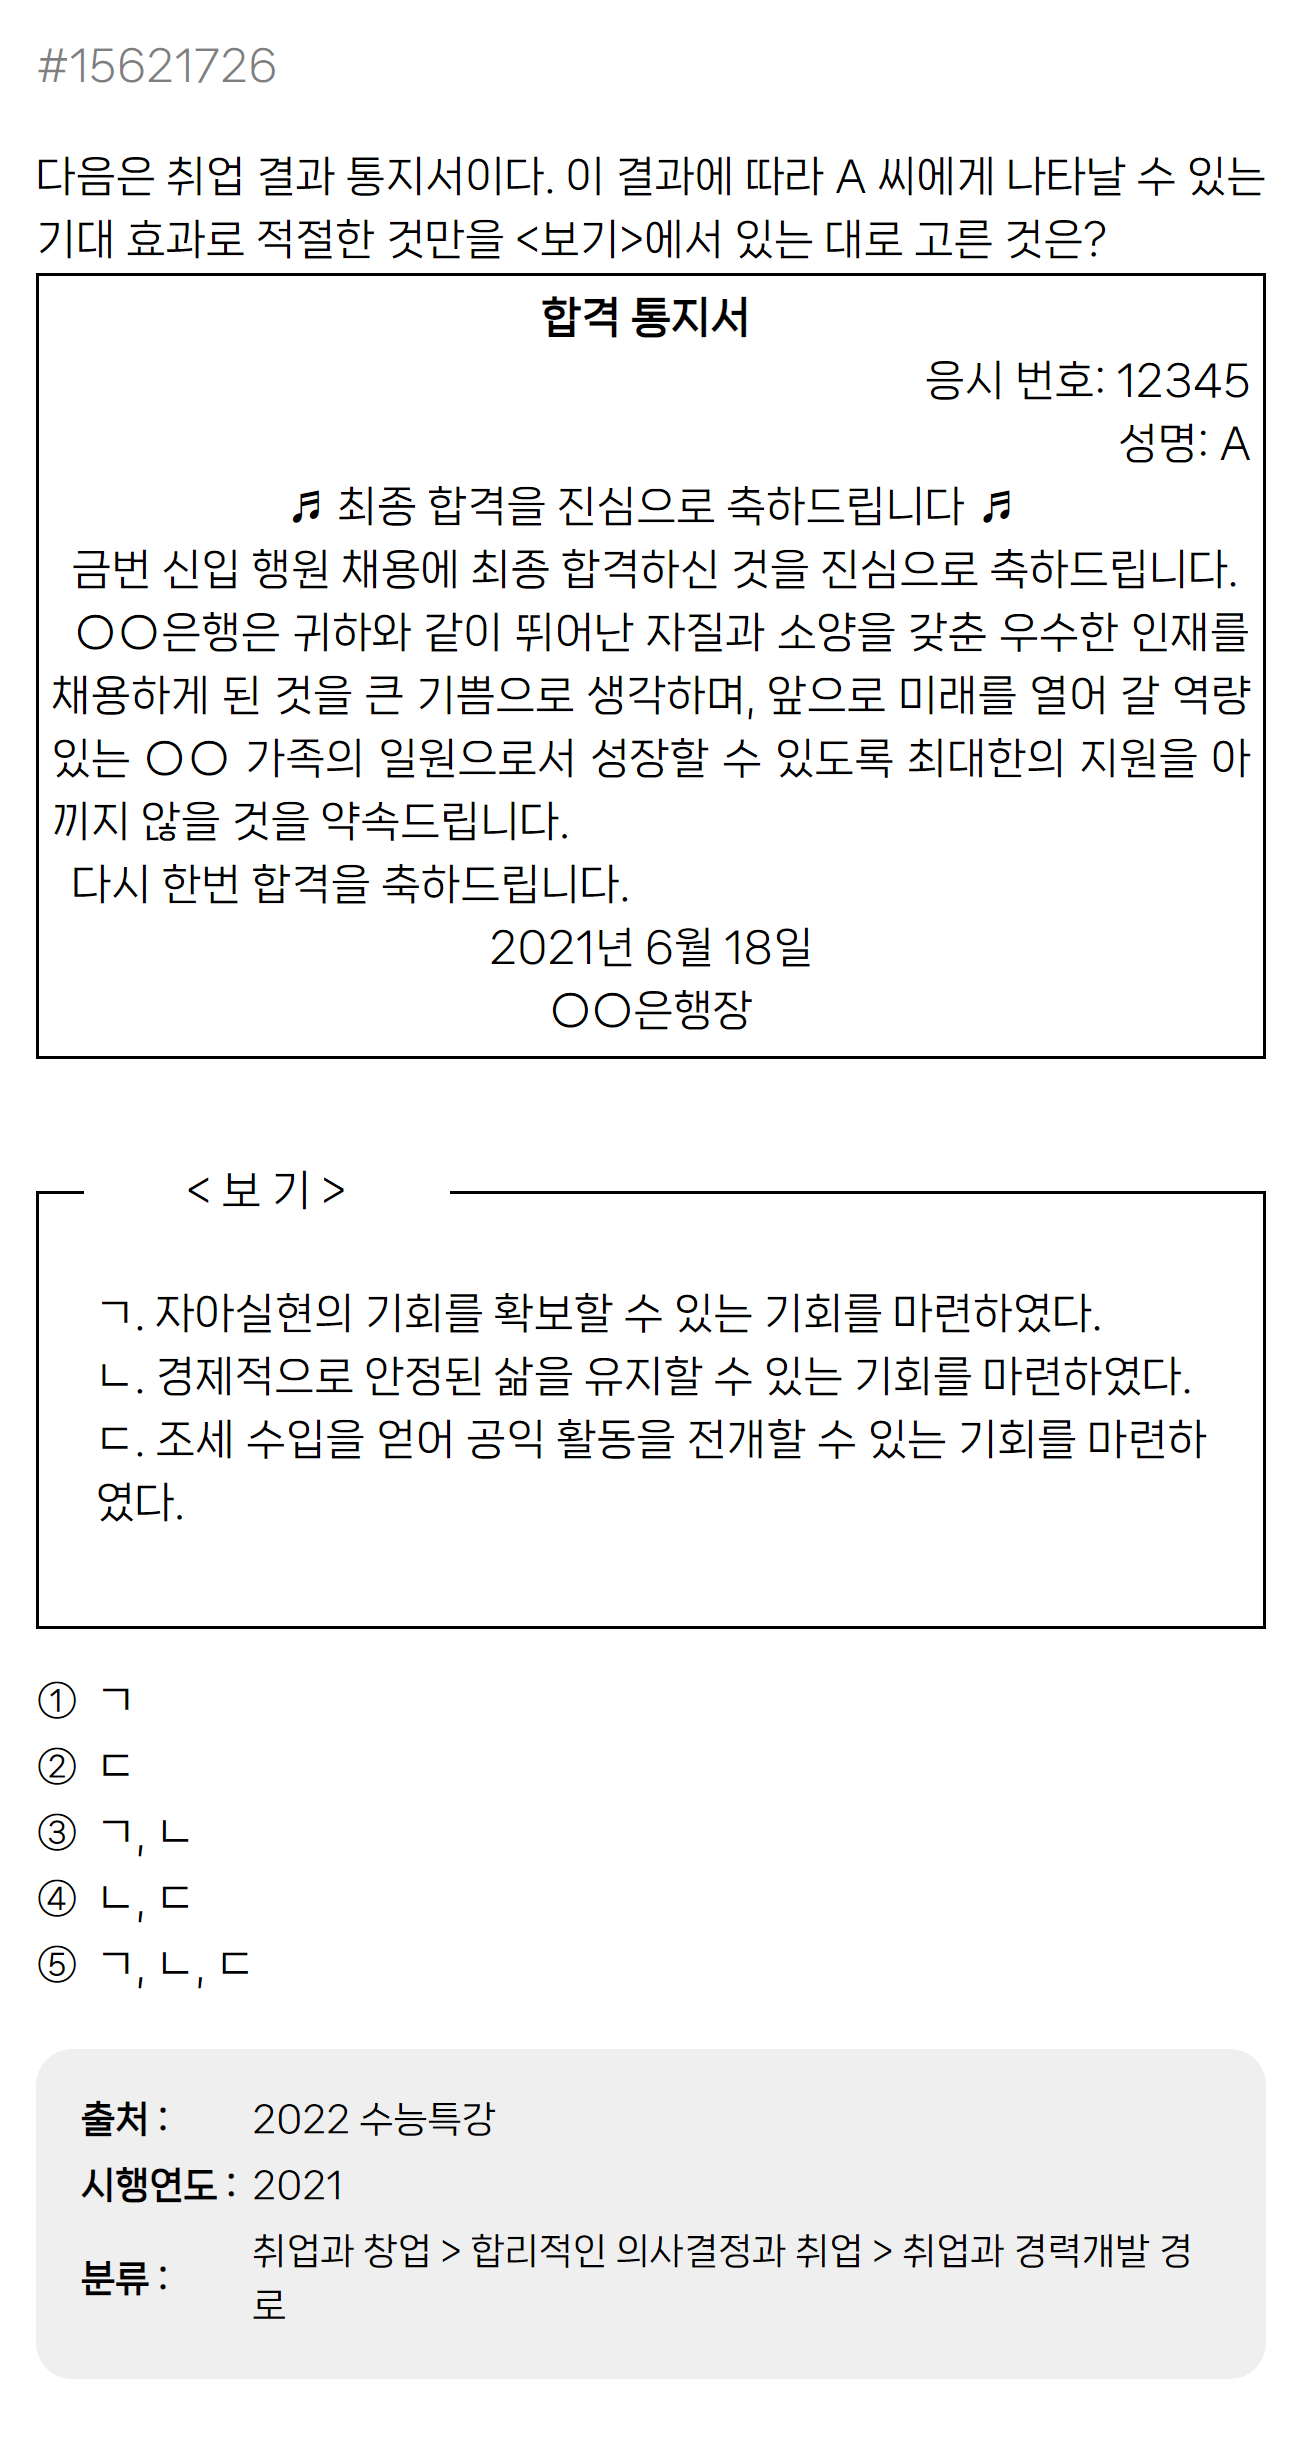 #15621726
다음은 취업 결과 통지서이다. 이 결과에 따라 A 씨에게 나타날 수 있는
기대 효과로 적절한 것만을 <보기>에서 있는 대로 고른 것은?
합격 통지서
응시 번호: 12345
성명: A
♬ 최종 합격을 진심으로 축하드립니다 ♬
금번 신입 행원 채용에 최종 합격하신 것을 진심으로 축하드립니다.
○○은행은 귀하와 같이 뛰어난 자질과 소양을 갖춘 우수한 인재를
채용하게 된 것을 큰 기쁨으로 생각하며, 앞으로 미래를 열어 갈 역량
있는 ○○ 가족의 일원으로서 성장할 수 있도록 최대한의 지원을 아
끼지 않을 것을 약속드립니다.
다시 한번 합격을 축하드립니다.
2021년 6월 18일
○○은행장
< 보 기 >
ㄱ. 자아실현의 기회를 확보할 수 있는 기회를 마련하였다.
ㄴ. 경제적으로 안정된 삶을 유지할 수 있는 기회를 마련하였다.
ㄷ. 조세 수입을 얻어 공익 활동을 전개할 수 있는 기회를 마련하
였다.
① ㄱ
② ㄷ
③ ㄱ, ㄴ
④ ㄴ, ㄷ
⑤ ㄱ, ㄴ, ㄷ
출처 : 2022 수능특강
시행연도 : 2021
분류 : 취업과 창업 > 합리적인 의사결정과 취업 > 취업과 경력개발 경
로